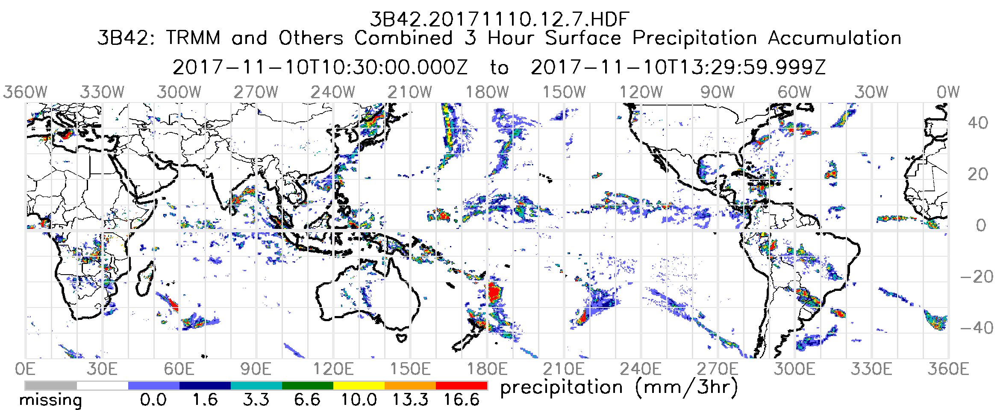 3B42.20171110.12.7.HDF
3B42: TRMM and Others Combined 3 Hour Surface Precipitation Accumulation
2017-11-10T10:30:00.000Z to 2017-11-10T13:29:59.999Z
360W 330W 300W 270W 240W 210W 180W 150W 120W 90W 60W 30W 0W
40
20
0
-20
-40
0E 30E 60E 90E 120E 150E 180E 210E 240E 270E 300E 330E 360E
precipitation (mm/3hr)
missing 0.0 1.6 3.3 6.6 10.0 13.3 16.6